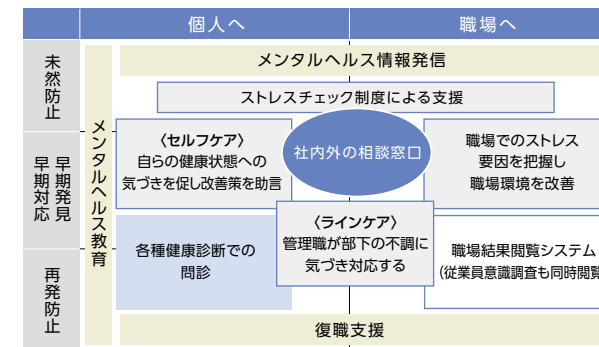 個人へ
職場へ
未然防止
早期発見
早期対応
再発防止
メンタルヘルス教育
メンタルヘルス情報発信
ストレスチェック制度による支援
〈セルフケア〉
自らの健康状態への
気づきを促し改善策を助言
社内外の相談窓口
職場でのストレス
要因を把握し
職場環境を改善
各種健康診断での
問診
〈ラインケア〉
管理職が部下の不調に
気づき対応する
職場結果閲覧システム
(従業員意識調査も同時閲覧
復職支援